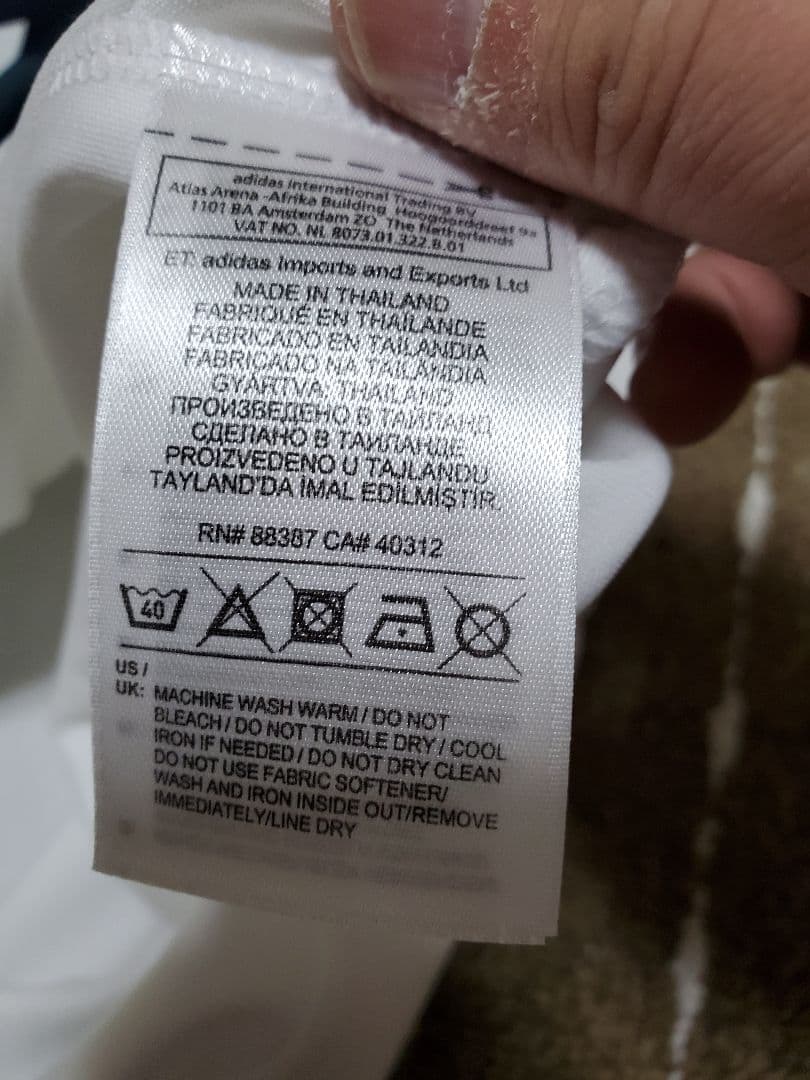 adidas International Trading BV
Atlas Arena -Afrika Building, Hoogoorddreef 9a
1101 BA Amsterdam ZO The Netherlands
VAT NO. NL 8073.01.322.B.01
ET: adidas Imports and Exports Ltd
MADE IN THAILAND
FABRIQUÉ EN THAÏLANDE
FABRICADO EN TAILANDIA
FABRICADO NA TAILÂNDIA
GYÁRTVA: THAILAND
ПРОИЗВЕДЕНО В ТАЙЛАНД
СДЕЛАНО В ТАИЛАНДЕ
PROIZVEDENO U TAJLANDU
TAYLAND'DA İMAL EDİLMİŞTİR.
RN# 88387 CA# 40312
40
US /
UK: MACHINE WASH WARM / DO NOT
BLEACH / DO NOT TUMBLE DRY / COOL
IRON IF NEEDED / DO NOT DRY CLEAN
DO NOT USE FABRIC SOFTENER/
WASH AND IRON INSIDE OUT/REMOVE
IMMEDIATELY/LINE DRY